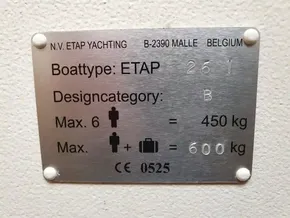 N.V. ETAP YACHTING B-2390 MALLE BELGIUM
Boattype: ETAP 26 i
Designcategory: B
Max. 6 = 450 kg
Max. + = 600 kg
CE 0525